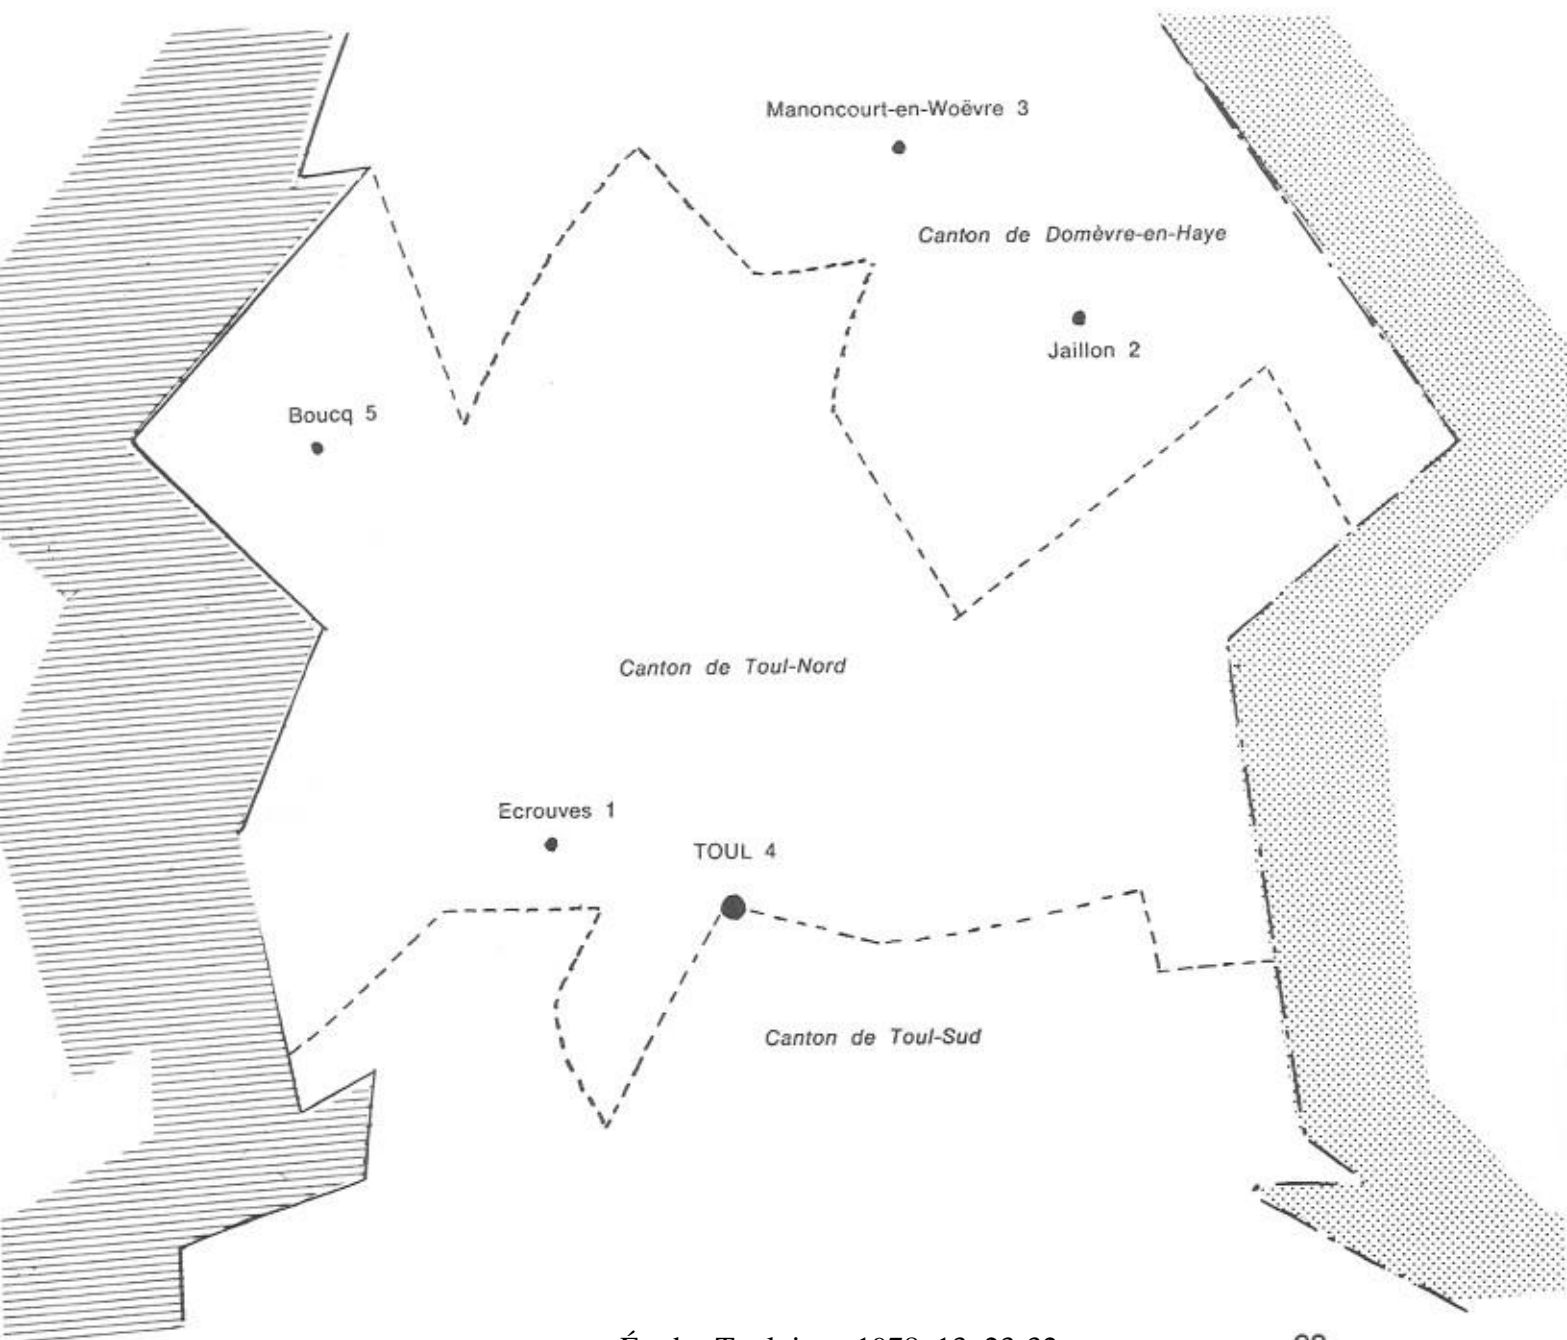 Manoncourt-en-Woëvre 3
Canton de Domèvre-en-Haye
Jaillon 2
Boucq 5
Canton de Toul-Nord
Ecrouves 1
TOUL 4
Canton de Toul-Sud